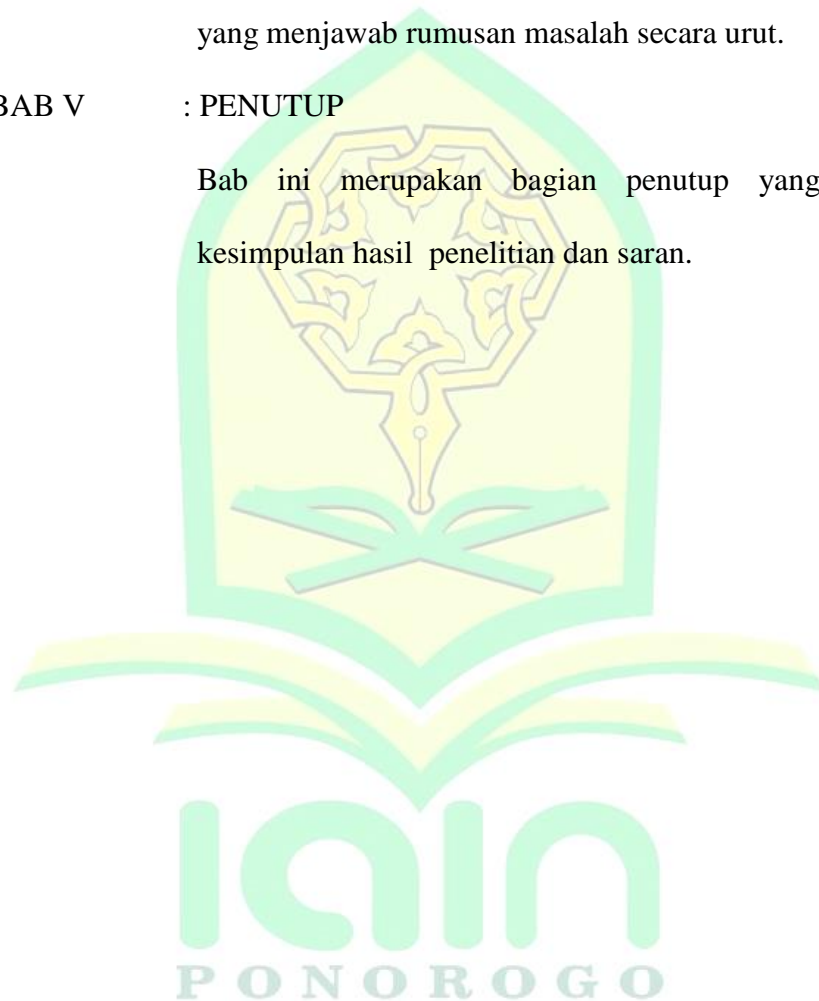 yang menjawab rumusan masalah secara urut.
BAB V : PENUTUP
Bab ini merupakan bagian penutup yang
kesimpulan hasil penelitian dan saran.
iain
PONOROGO